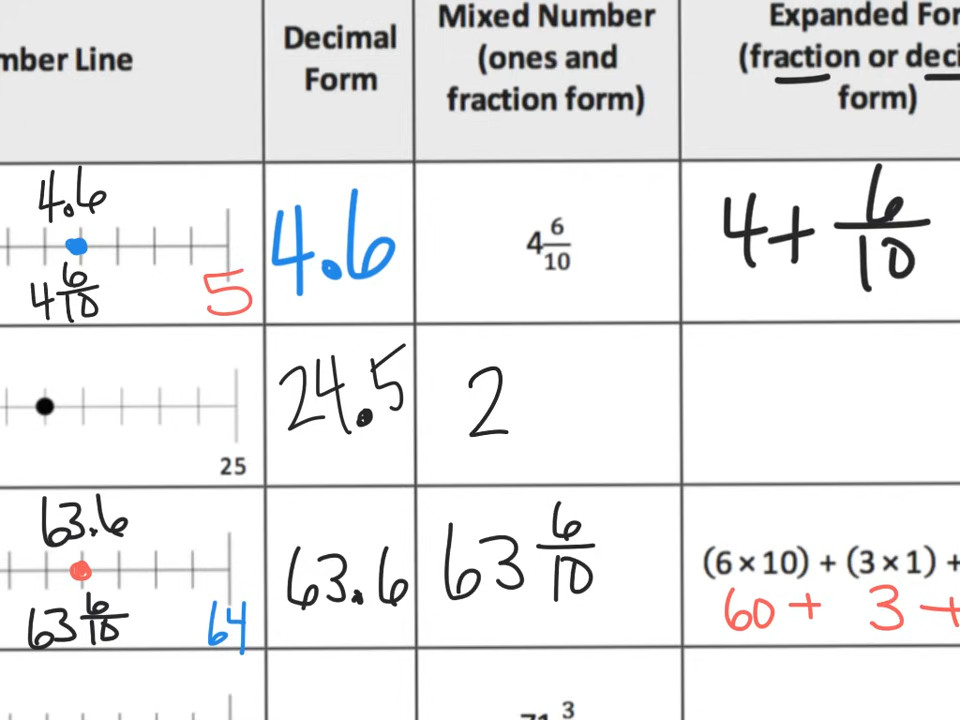 mber Line
Decimal
Form
Mixed Number
(ones and
fraction form)
Expanded For
(fraction or deci
form)
4.6
4 6/10
5
4.6
4 6/10
4 + 6/10
25
24.5
2
63.6
63 6/10
64
63.6
63 6/10
(6 × 10) + (3 × 1) +
60 + 3 +
71 3